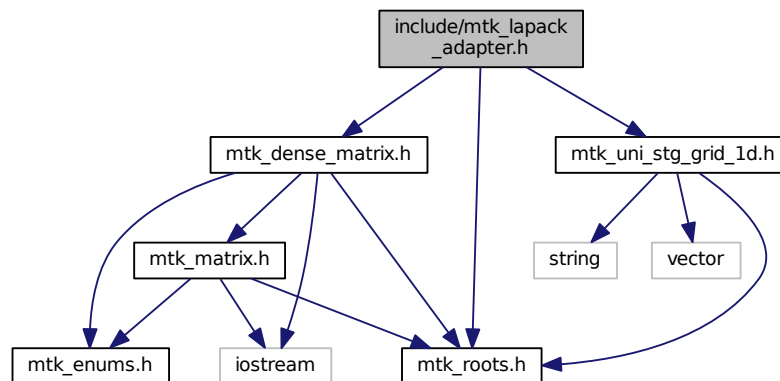 include/mtk_lapack
_adapter.h
mtk_dense_matrix.h
mtk_uni_stg_grid_1d.h
mtk_matrix.h
string
vector
mtk_enums.h
iostream
mtk_roots.h